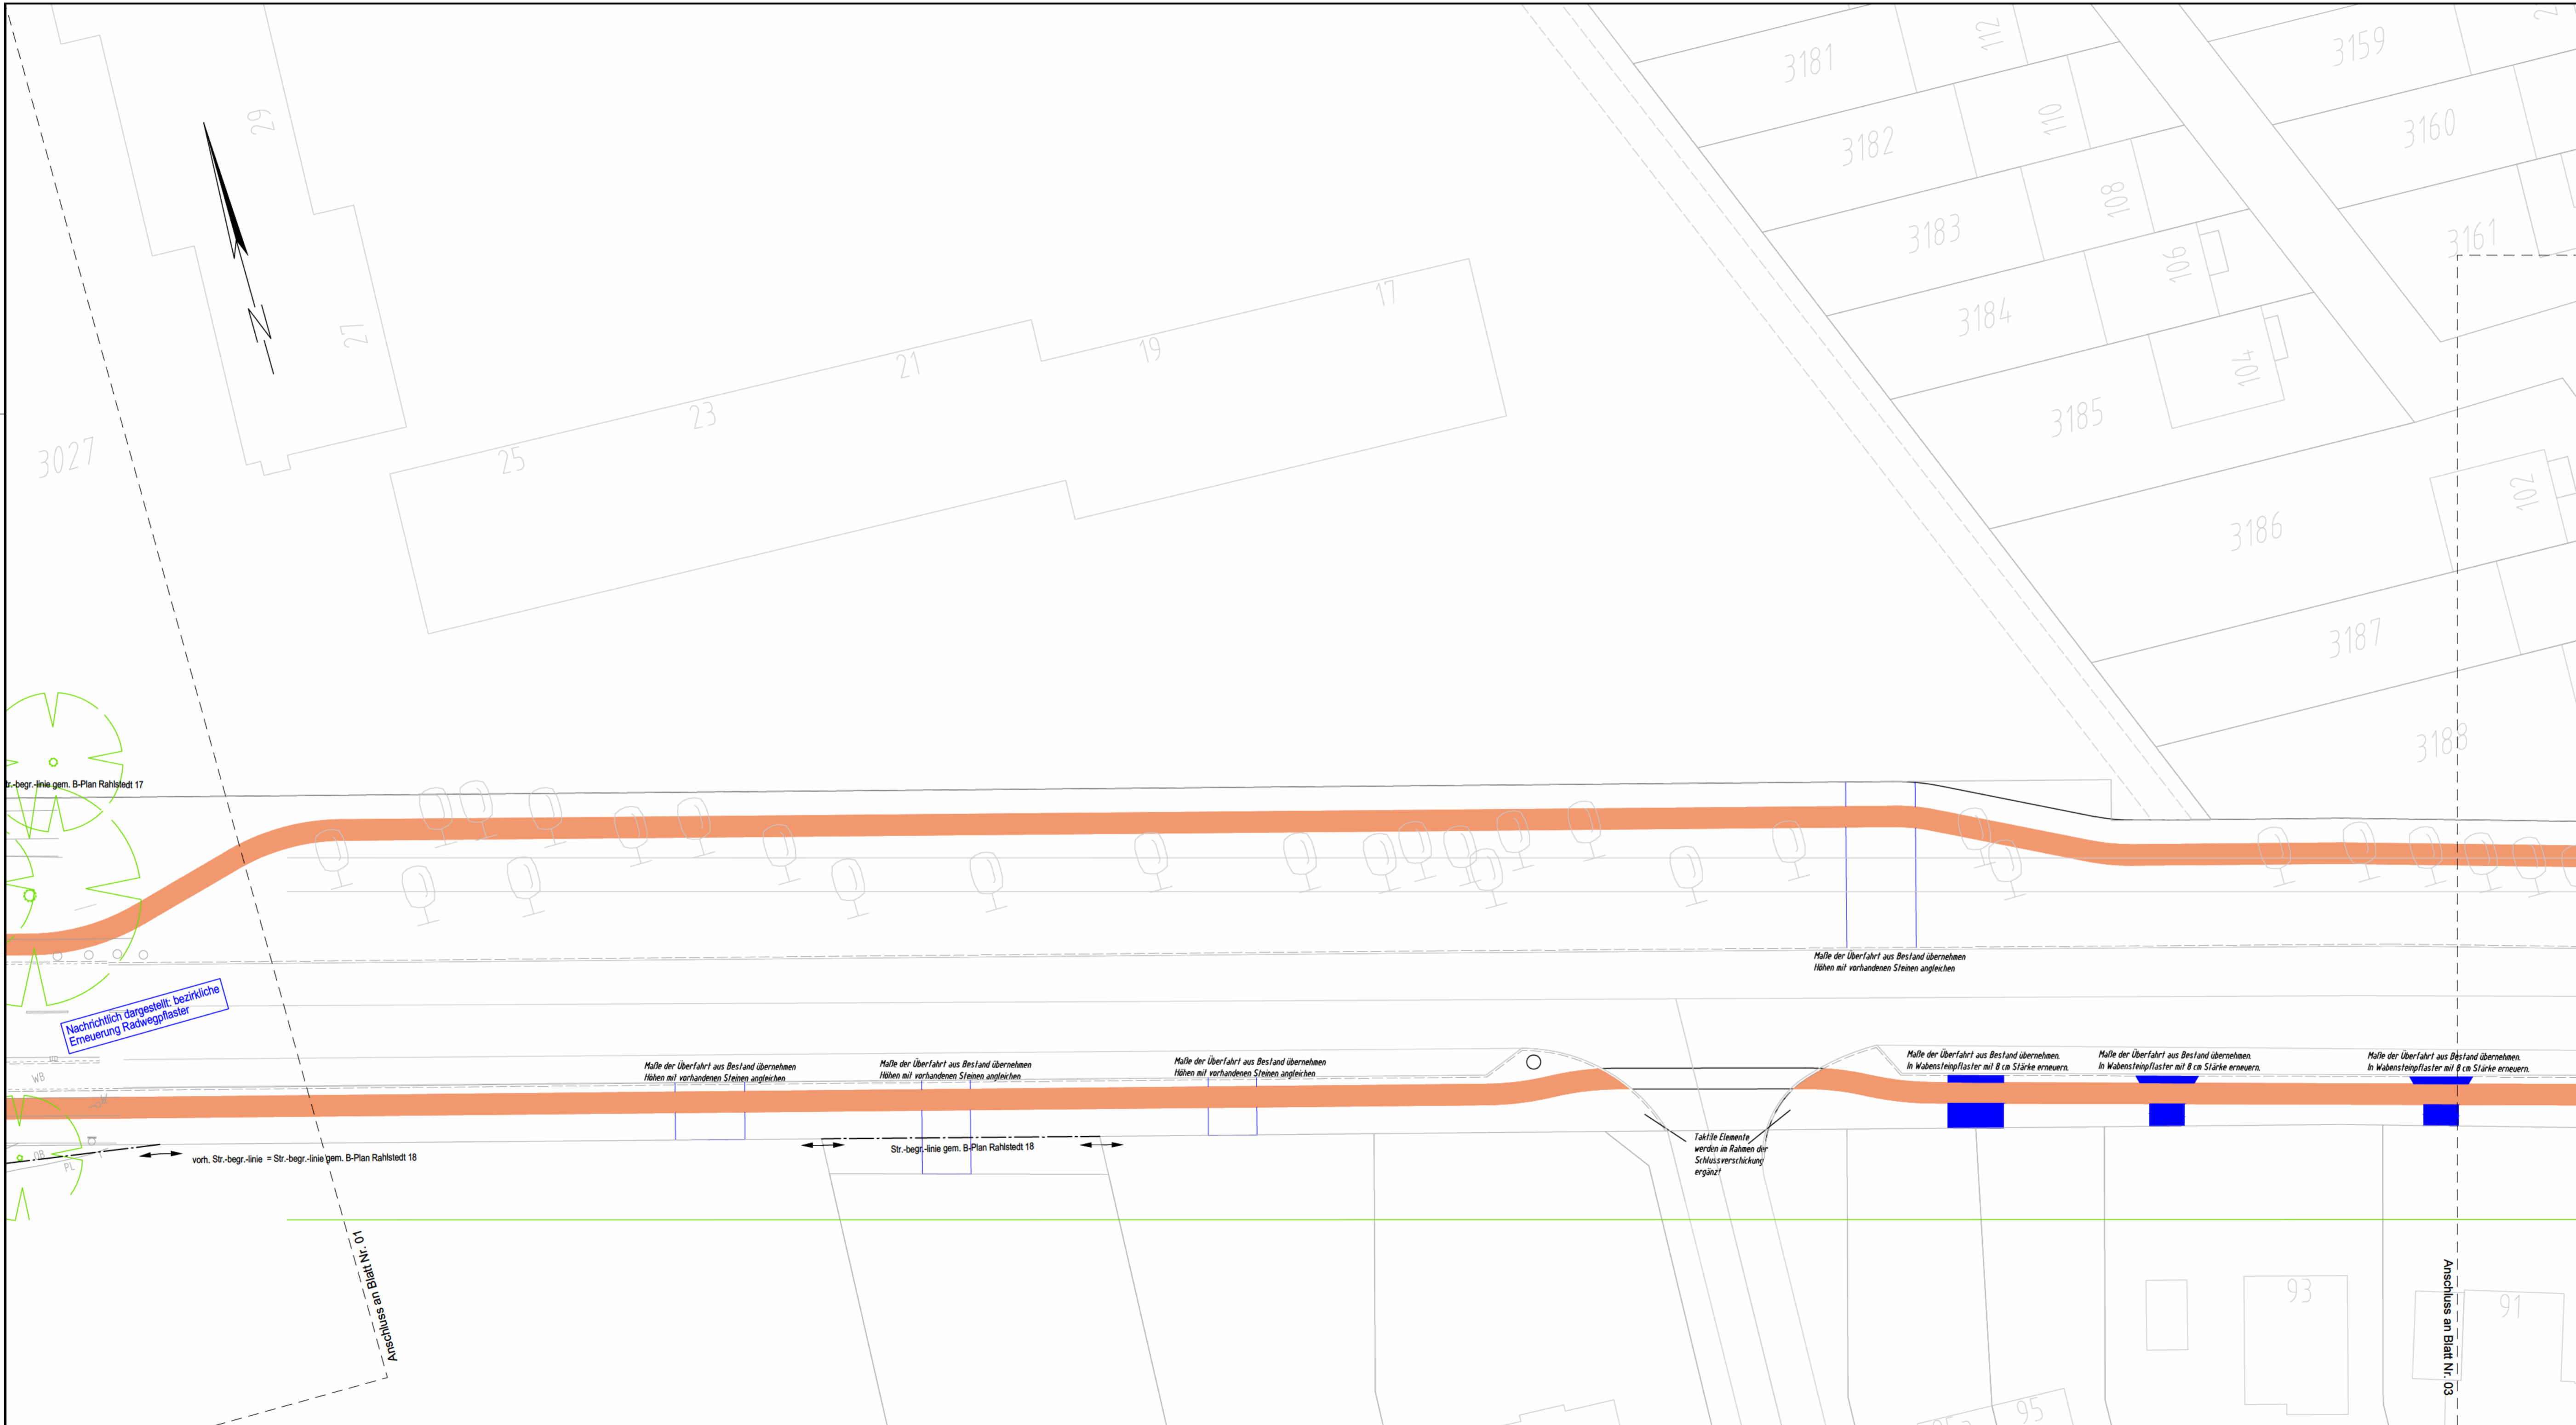 3181
112
3159
3182
110
3160
29
3183
108
3161
106
3184
104
27
17
19
21
3185
23
25
3027
3186
102
3187
3188
tr.-begr.-linie gem. B-Plan Rahlstedt 17
Maße der Überfahrt aus Bestand übernehmen
Höhen mit vorhandenen Steinen angleichen
Nachrichtlich dargestellt: bezirkliche
Erneuerung Radwegpflaster
WB
Maße der Überfahrt aus Bestand übernehmen
Höhen mit vorhandenen Steinen angleichen
Maße der Überfahrt aus Bestand übernehmen
Höhen mit vorhandenen Steinen angleichen
Maße der Überfahrt aus Bestand übernehmen
Höhen mit vorhandenen Steinen angleichen
Maße der Überfahrt aus Bestand übernehmen.
In Wabensteinpflaster mit 8 cm Stärke erneuern.
Maße der Überfahrt aus Bestand übernehmen.
In Wabensteinpflaster mit 8 cm Stärke erneuern.
Maße der Überfahrt aus Bestand übernehmen.
In Wabensteinpflaster mit 8 cm Stärke erneuern.
Taktile Elemente
werden im Rahmen der
Schlussverschickung
ergänzt
OB
PL
vorh. Str.-begr.-linie = Str.-begr.-linie gem. B-Plan Rahlstedt 18
Str.-begr.-linie gem. B-Plan Rahlstedt 18
Anschluss an Blatt Nr. 01
Anschluss an Blatt Nr. 03
93
91
95